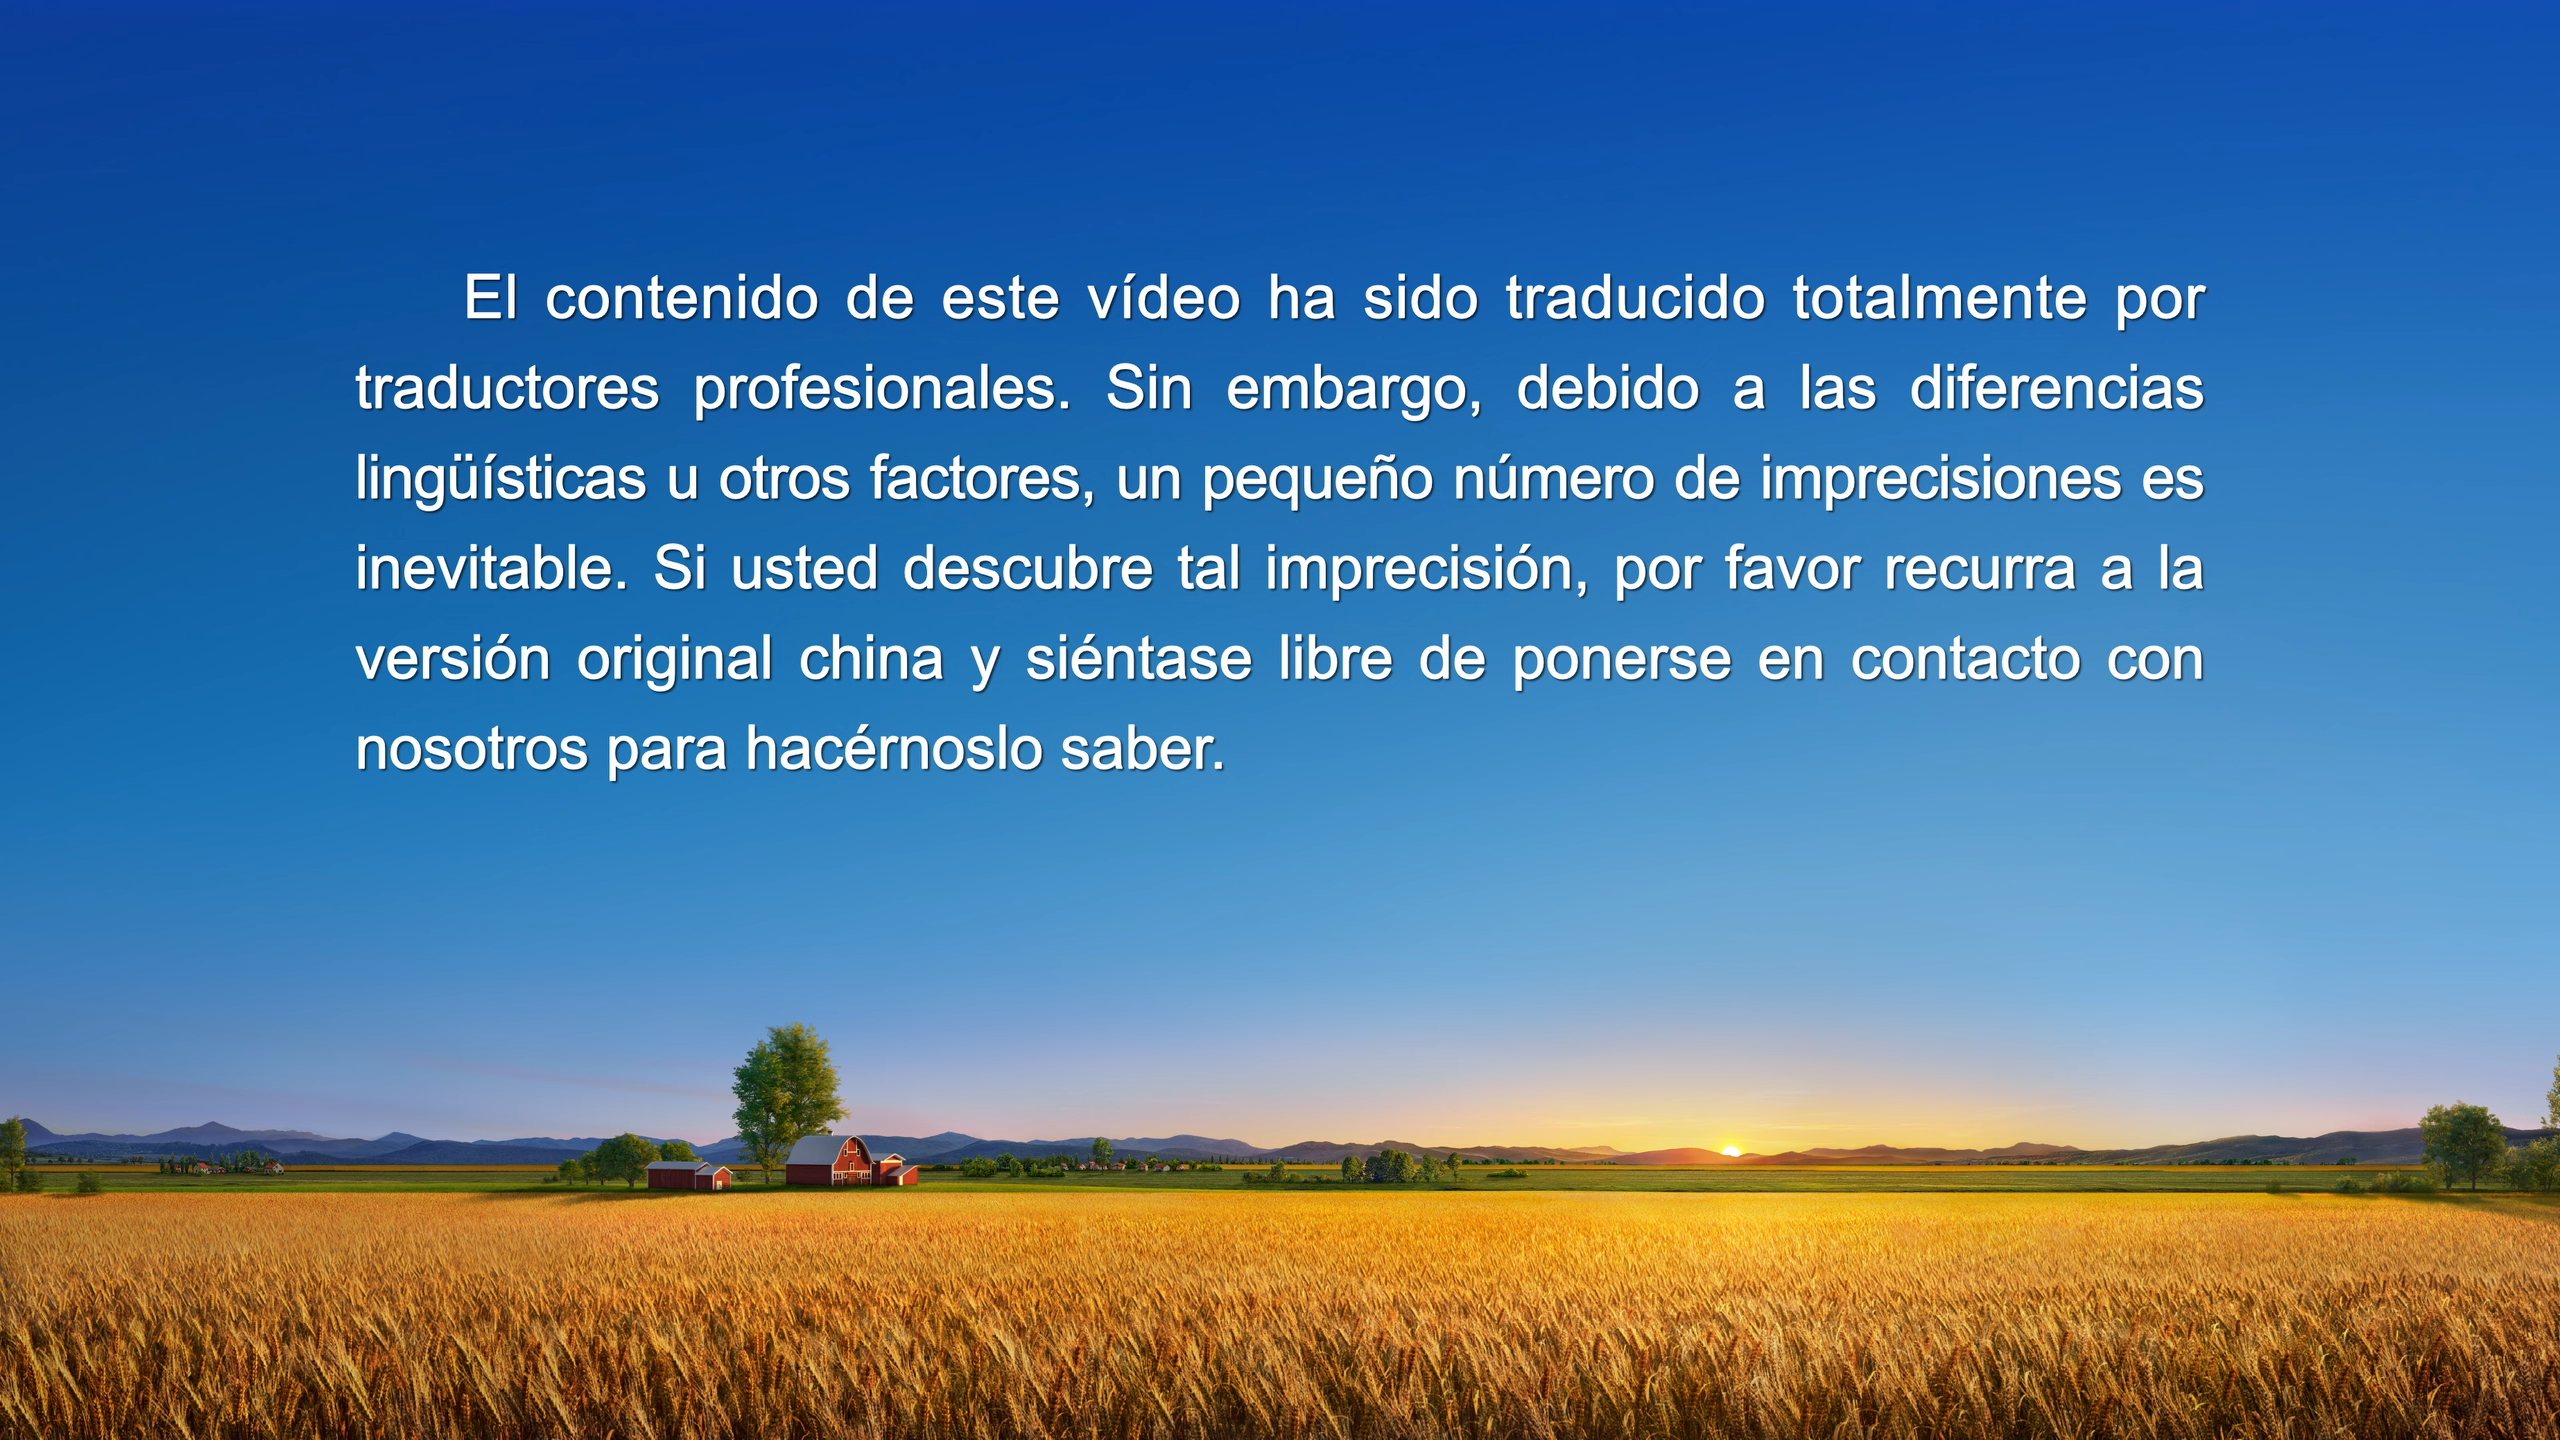 El contenido de este vídeo ha sido traducido totalmente por
traductores profesionales. Sin embargo, debido a las diferencias
lingüísticas u otros factores, un pequeño número de imprecisiones es
inevitable. Si usted descubre tal imprecisión, por favor recurra a la
versión original china y siéntase libre de ponerse en contacto con
nosotros para hacérnoslo saber.